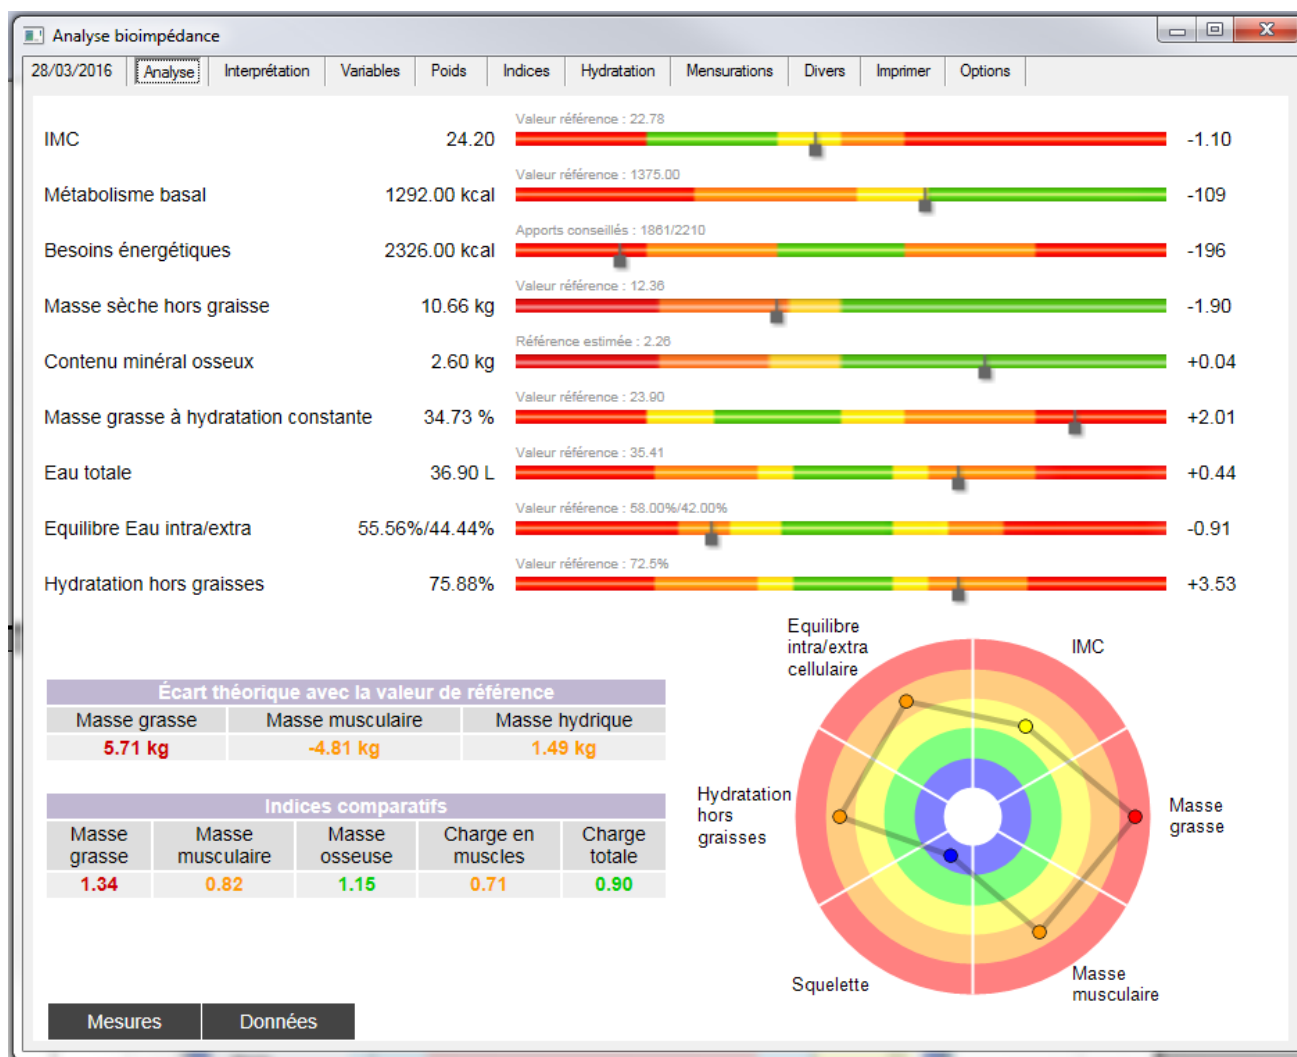 Analyse bioimpédance
28/03/2016 Analyse Interprétation Variables Poids Indices Hydratation Mensurations Divers Imprimer Options
Valeur référence : 22.78
IMC 24.20 -1.10
Valeur référence : 1375.00
Métabolisme basal 1292.00 kcal -109
Apports conseillés : 1861/2210
Besoins énergétiques 2326.00 kcal -196
Valeur référence : 12.36
Masse sèche hors graisse 10.66 kg -1.90
Référence estimée : 2.26
Contenu minéral osseux 2.60 kg +0.04
Valeur référence : 23.90
Masse grasse à hydratation constante 34.73 % +2.01
Valeur référence : 35.41
Eau totale 36.90 L +0.44
Valeur référence : 58.00%/42.00%
Equilibre Eau intra/extra 55.56%/44.44% -0.91
Valeur référence : 72.5%
Hydratation hors graisses 75.88% +3.53
Écart théorique avec la valeur de référence
Masse grasse Masse musculaire Masse hydrique
5.71 kg -4.81 kg 1.49 kg
Indices comparatifs
Masse grasse Masse musculaire Masse osseuse Charge en muscles Charge totale
1.34 0.82 1.15 0.71 0.90
Equilibre
intra/extra
cellulaire
IMC
Hydratation
hors
graisses
Masse
grasse
Squelette
Masse
musculaire
Mesures Données